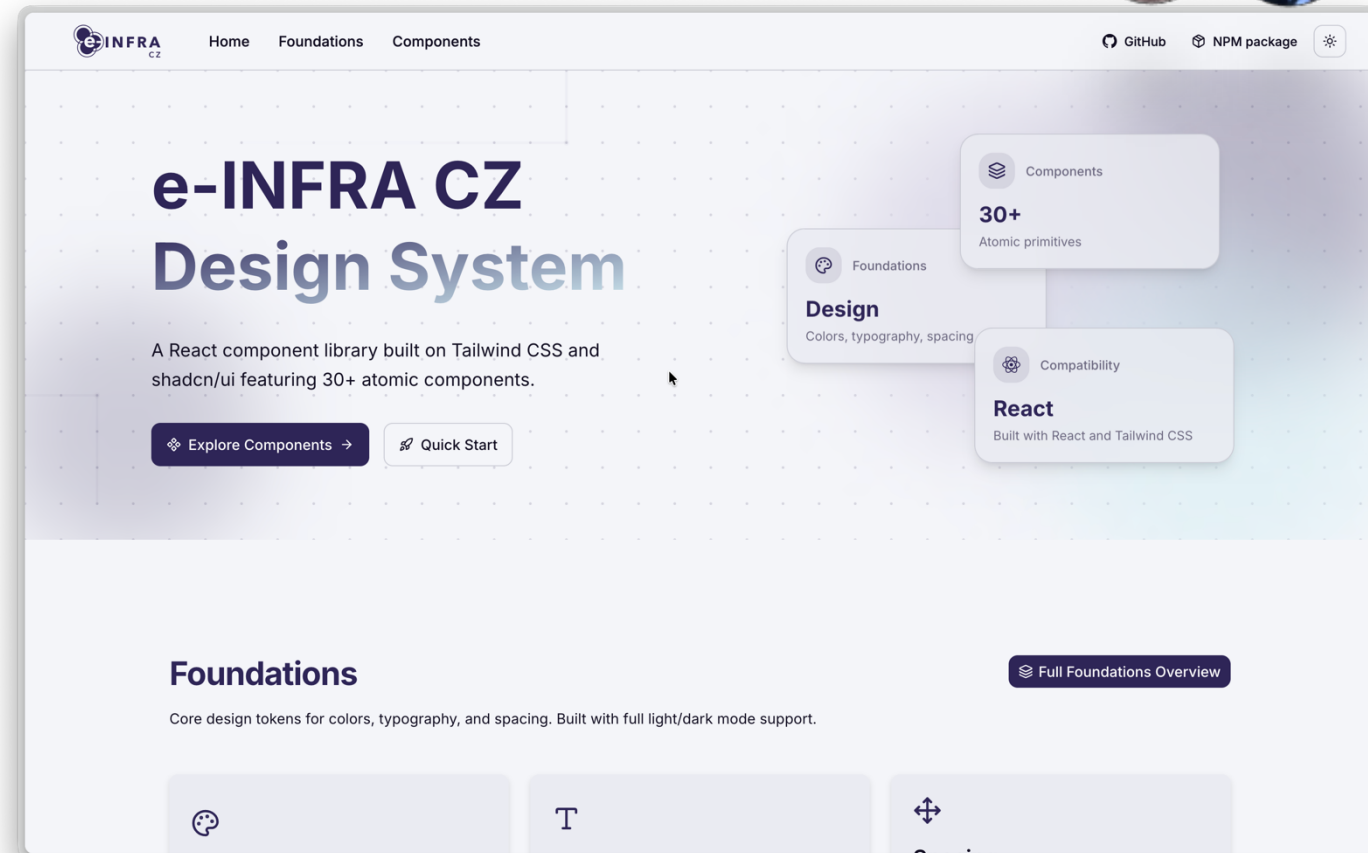 e-INFRA
CZ
Home
Foundations
Components
GitHub
NPM package
e-INFRA CZ
Design System
A React component library built on Tailwind CSS and
shadcn/ui featuring 30+ atomic components.
Explore Components
Quick Start
Components
30+
Atomic primitives
Foundations
Design
Colors, typography, spacing
Compatibility
React
Built with React and Tailwind CSS
Foundations
Full Foundations Overview
Core design tokens for colors, typography, and spacing. Built with full light/dark mode support.